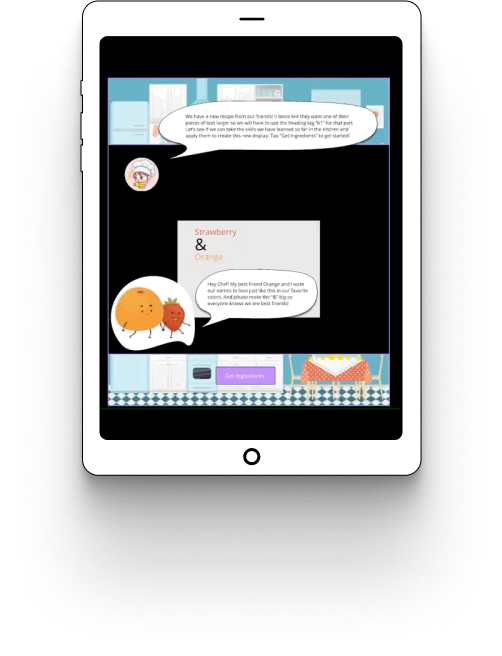 We have a new recipe from our friends! It looks like they want one of their
pieces of text larger so we will have to use the heading tag "h1" for that part.
Let's see if we can take the skills we have learned so far in the kitchen and
apply them to create this new display. Tap "Get Ingredients" to get started!
Strawberry
&
Orange
Hey Chef! My best friend Orange and I want
our names to look just like this in our favorite
colors. And please make the "&" big so
everyone knows we are best friends!
Get Ingredients